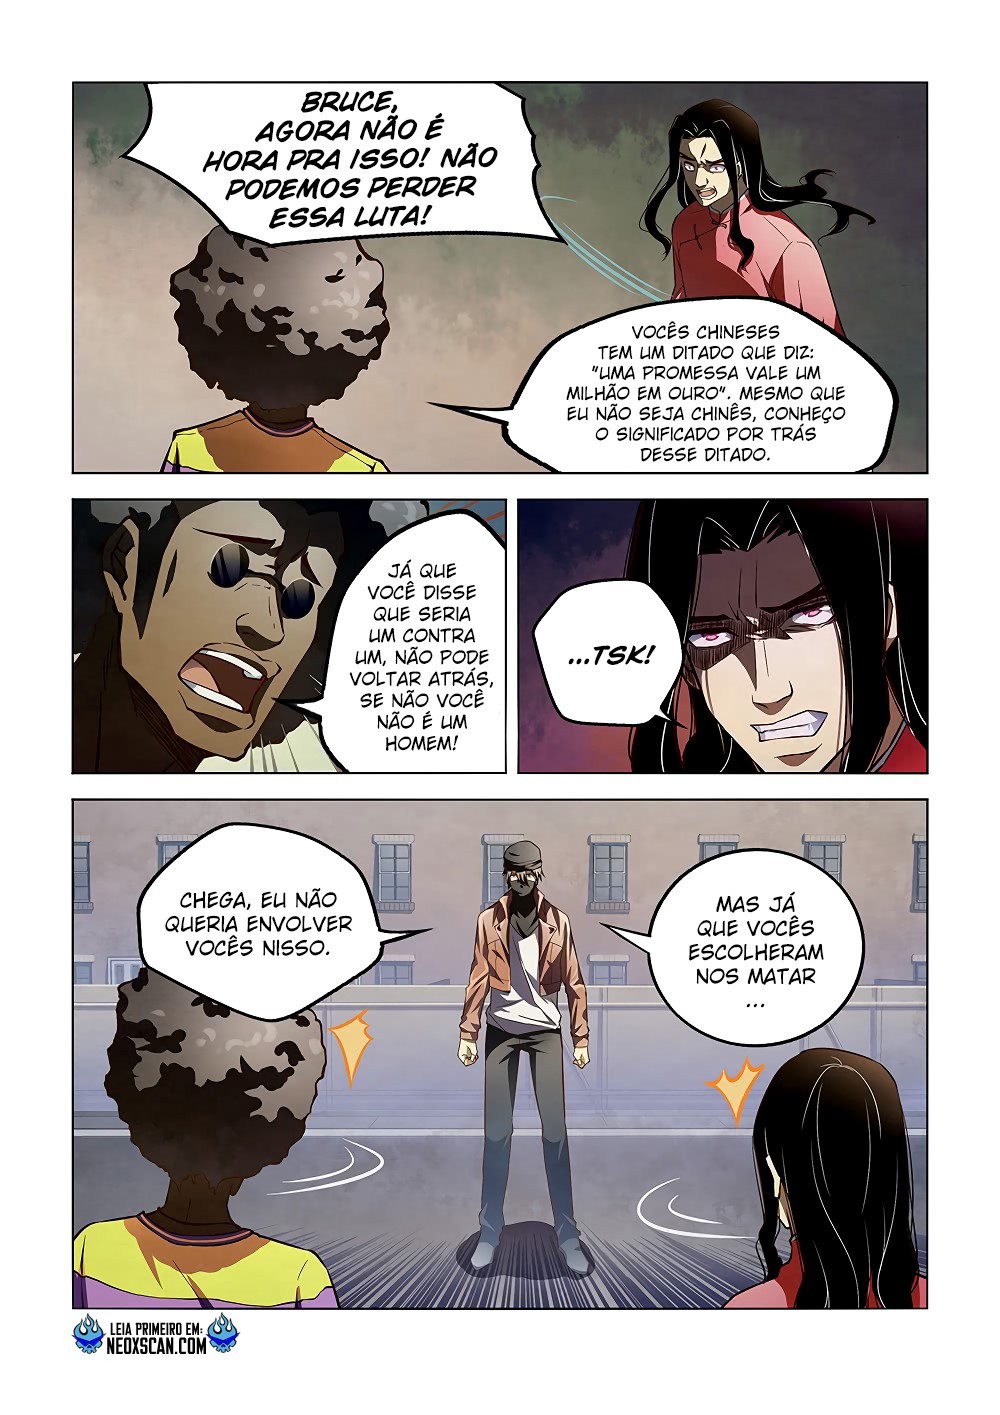 BRUCE,
AGORA NÃO É
HORA PRA ISSO! NÃO
PODEMOS PERDER
ESSA LUTA!
VOCÊS CHINESES
TEM UM DITADO QUE DIZ:
"UMA PROMESSA VALE UM
MILHÃO EM OURO". MESMO QUE
EU NÃO SEJA CHINÊS, CONHEÇO
O SIGNIFICADO POR TRÁS
DESSE DITADO.
JÁ QUE
VOCÊ DISSE
QUE SERIA
UM CONTRA
UM, NÃO PODE
VOLTAR ATRÁS,
SE NÃO VOCÊ
NÃO É UM
HOMEM!
...TSK!
CHEGA, EU NÃO
QUERIA ENVOLVER
VOCÊS NISSO.
MAS JÁ
QUE VOCÊS
ESCOLHERAM
NOS MATAR
...
LEIA PRIMEIRO EM:
NEOXSCAN.COM